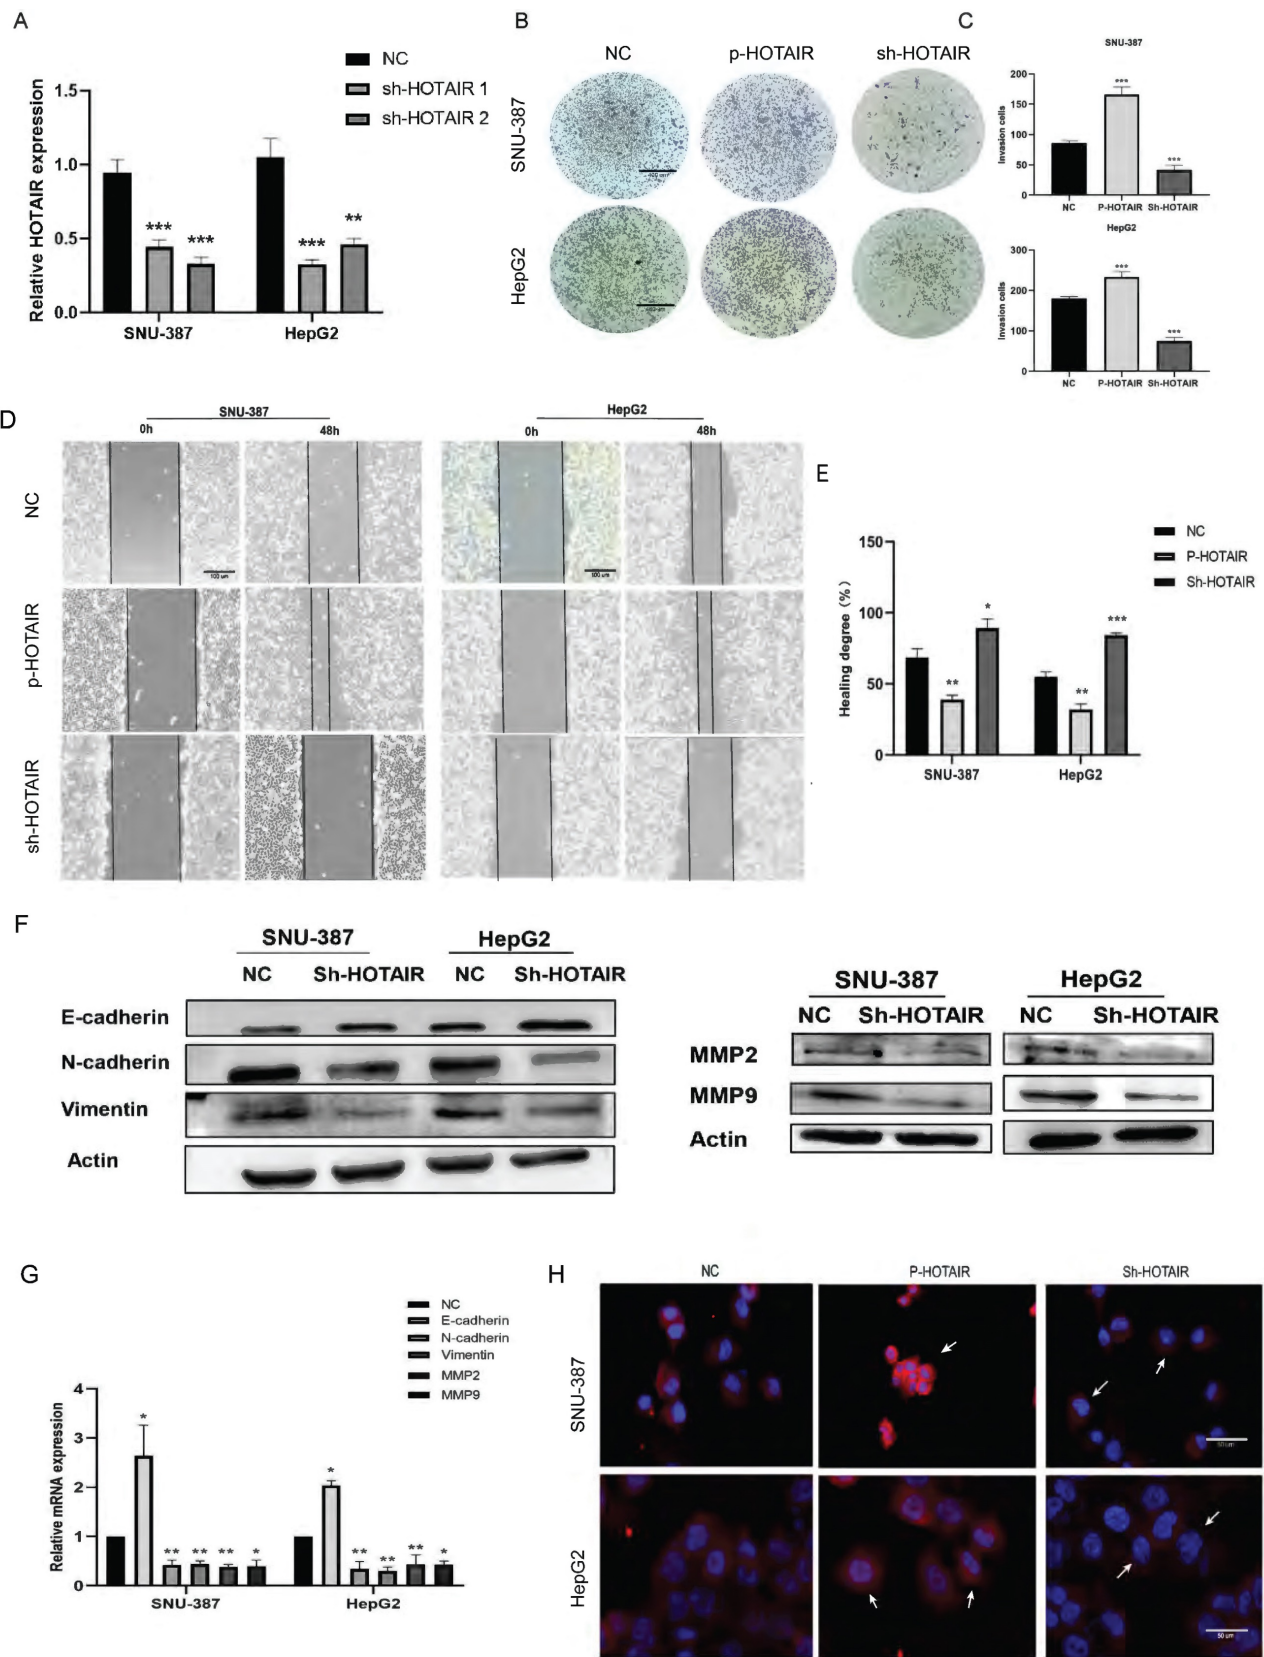 A
NC
sh-HOTAIR 1
sh-HOTAIR 2
Relative HOTAIR expression
1.5
1.0
0.5
0.0
*** *** *** **
SNU-387 HepG2
B
NC p-HOTAIR sh-HOTAIR
SNU-387
HepG2
C
SNU-387
Invasion cells
200
150
100
50
0
*** ***
NC P-HOTAIR Sh-HOTAIR
HepG2
Invasion cells
300
200
100
0
*** ***
NC P-HOTAIR Sh-HOTAIR
D
SNU-387 HepG2
0h 48h 0h 48h
NC
100 um 100 um
p-HOTAIR
sh-HOTAIR
E
NC
P-HOTAIR
Sh-HOTAIR
Healing degree (%)
150
100
50
0
** * ** ***
SNU-387 HepG2
F
SNU-387 HepG2
NC Sh-HOTAIR NC Sh-HOTAIR
E-cadherin
N-cadherin
Vimentin
Actin
SNU-387 HepG2
NC Sh-HOTAIR NC Sh-HOTAIR
MMP2
MMP9
Actin
G
NC
E-cadherin
N-cadherin
Vimentin
MMP2
MMP9
Relative mRNA expression
4
3
2
1
0
* ** ** ** * * ** ** ** *
SNU-387 HepG2
H
NC P-HOTAIR Sh-HOTAIR
SNU-387
HepG2
50 um